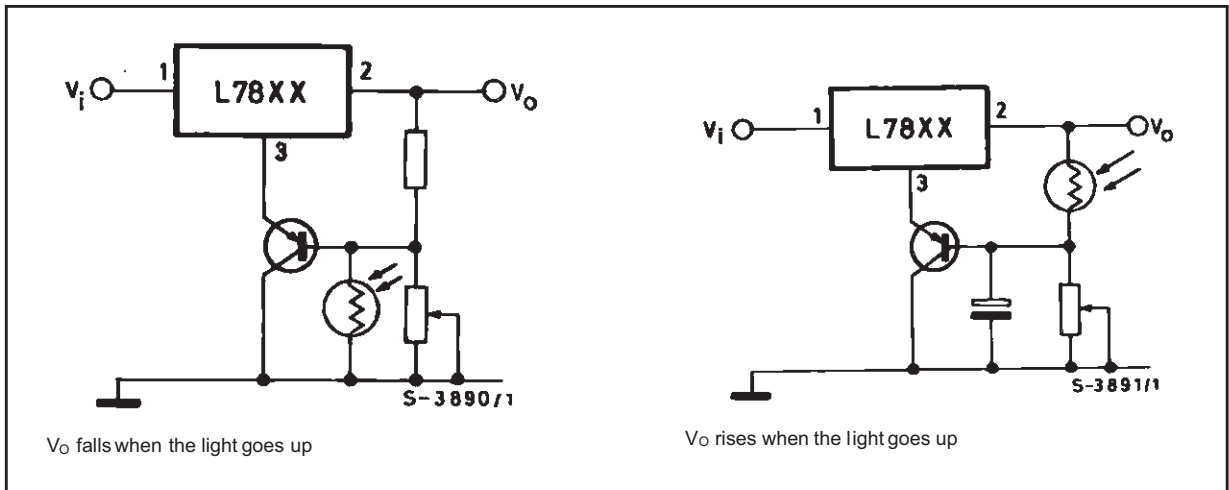 1
L78XX
2
Vi
Vo
3
S-3890/1
VO falls when the light goes up
1
L78XX
2
Vi
Vo
3
S-3891/1
VO rises when the light goes up